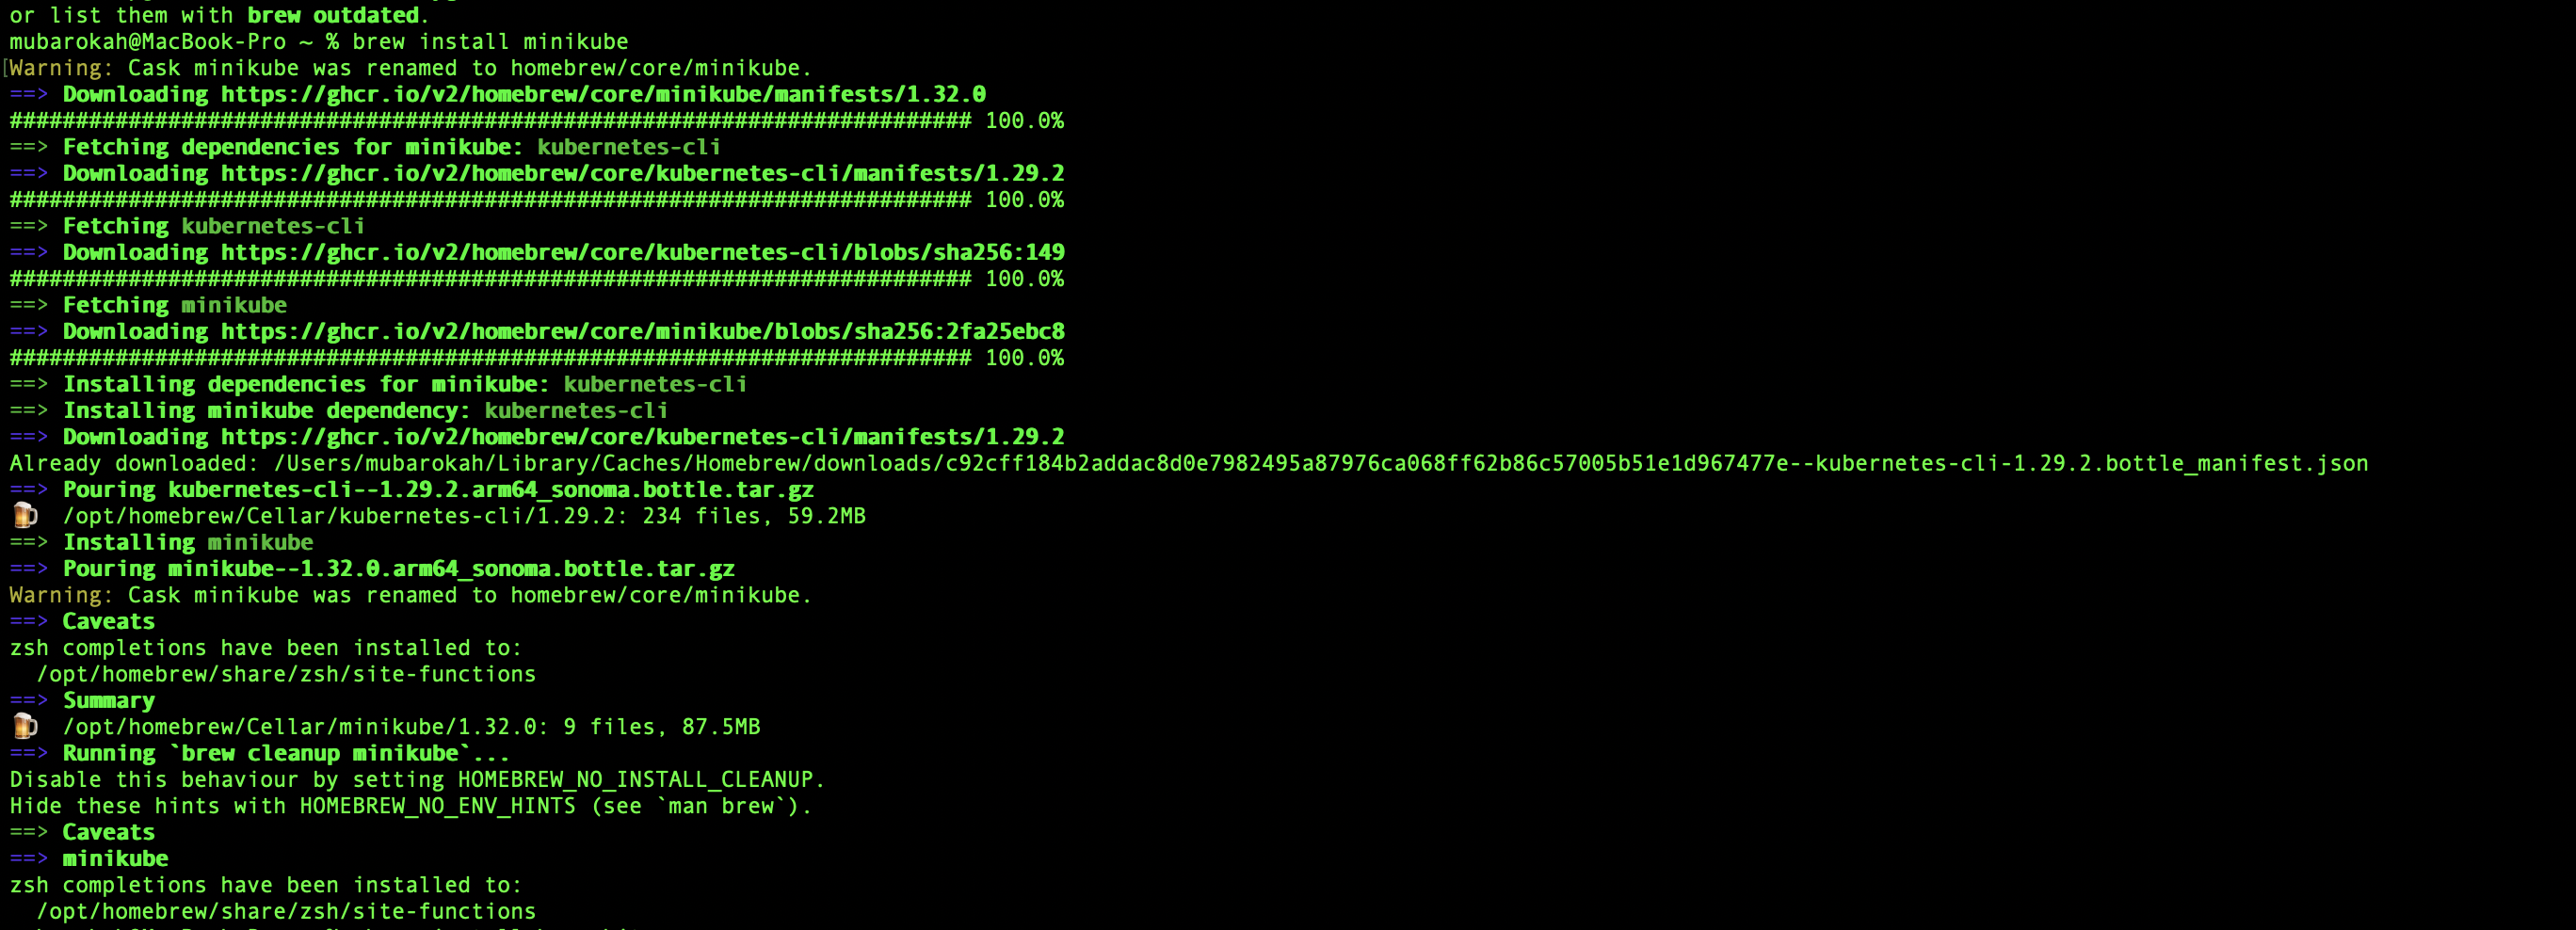 or list them with brew outdated.
mubarokah@MacBook-Pro ~ % brew install minikube
[Warning: Cask minikube was renamed to homebrew/core/minikube.
==> Downloading https://ghcr.io/v2/homebrew/core/minikube/manifests/1.32.0
######################################################################### 100.0%
==> Fetching dependencies for minikube: kubernetes-cli
==> Downloading https://ghcr.io/v2/homebrew/core/kubernetes-cli/manifests/1.29.2
######################################################################### 100.0%
==> Fetching kubernetes-cli
==> Downloading https://ghcr.io/v2/homebrew/core/kubernetes-cli/blobs/sha256:149
######################################################################### 100.0%
==> Fetching minikube
==> Downloading https://ghcr.io/v2/homebrew/core/minikube/blobs/sha256:2fa25ebc8
######################################################################### 100.0%
==> Installing dependencies for minikube: kubernetes-cli
==> Installing minikube dependency: kubernetes-cli
==> Downloading https://ghcr.io/v2/homebrew/core/kubernetes-cli/manifests/1.29.2
Already downloaded: /Users/mubarokah/Library/Caches/Homebrew/downloads/c92cff184b2addac8d0e7982495a87976ca068ff62b86c57005b51e1d967477e--kubernetes-cli-1.29.2.bottle_manifest.json
==> Pouring kubernetes-cli--1.29.2.arm64_sonoma.bottle.tar.gz
🍺 /opt/homebrew/Cellar/kubernetes-cli/1.29.2: 234 files, 59.2MB
==> Installing minikube
==> Pouring minikube--1.32.0.arm64_sonoma.bottle.tar.gz
Warning: Cask minikube was renamed to homebrew/core/minikube.
==> Caveats
zsh completions have been installed to:
/opt/homebrew/share/zsh/site-functions
==> Summary
🍺 /opt/homebrew/Cellar/minikube/1.32.0: 9 files, 87.5MB
==> Running `brew cleanup minikube`...
Disable this behaviour by setting HOMEBREW_NO_INSTALL_CLEANUP.
Hide these hints with HOMEBREW_NO_ENV_HINTS (see `man brew`).
==> Caveats
==> minikube
zsh completions have been installed to:
/opt/homebrew/share/zsh/site-functions